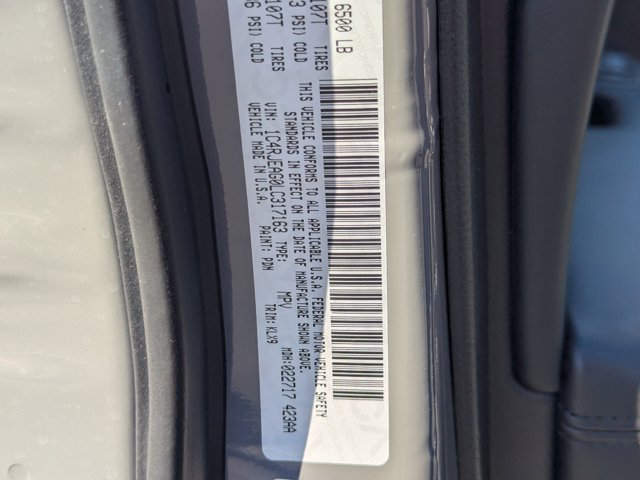 6500 LB
107T TIRES
3 PSI) COLD
107T TIRES
6 PSI) COLD
THIS VEHICLE CONFORMS TO ALL APPLICABLE U.S.A. FEDERAL MOTOR VEHICLE SAFETY
STANDARDS IN EFFECT ON THE DATE OF MANUFACTURE SHOWN ABOVE.
VIN: 1C4RJEAG0LC317163 TYPE: MPV MDH:022717 423AA
VEHICLE MADE IN U.S.A. PAINT: PDN TRIM:KLX9